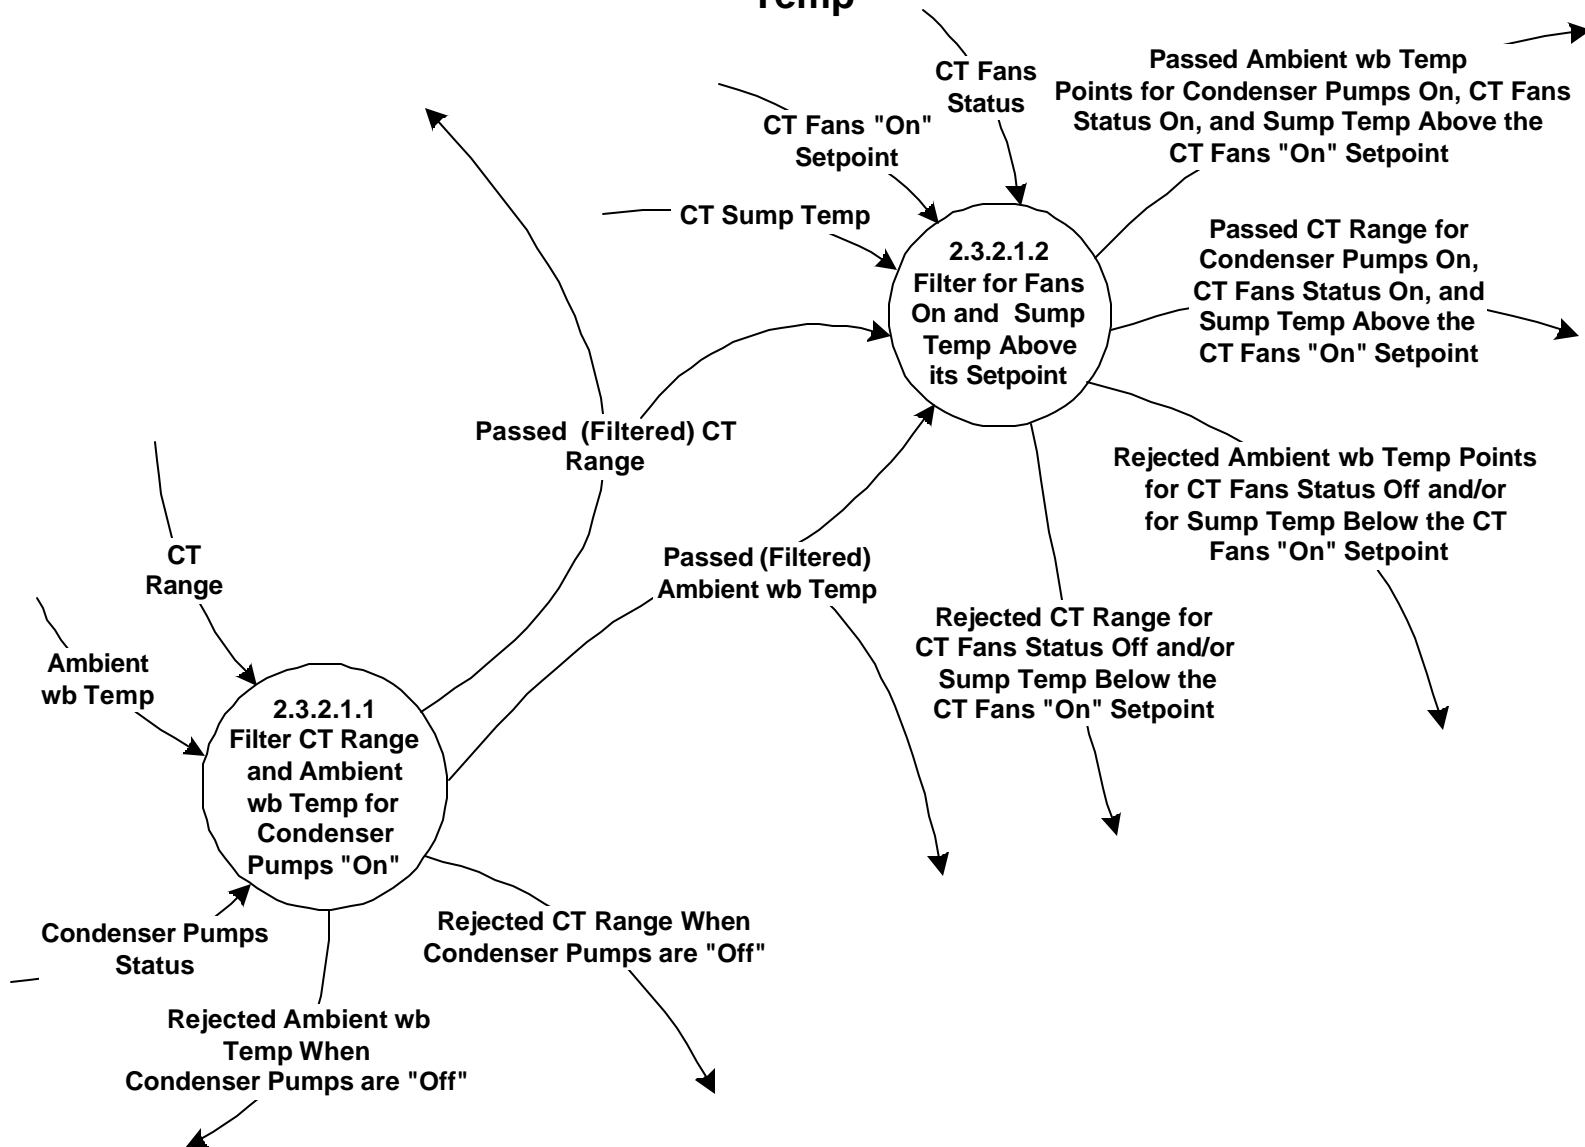 Temp
CT Fans
Status
Passed Ambient wb Temp
Points for Condenser Pumps On, CT Fans
Status On, and Sump Temp Above the
CT Fans "On" Setpoint
CT Fans "On"
Setpoint
CT Sump Temp
2.3.2.1.2
Filter for Fans
On and Sump
Temp Above
its Setpoint
Passed CT Range for
Condenser Pumps On,
CT Fans Status On, and
Sump Temp Above the
CT Fans "On" Setpoint
Passed (Filtered) CT
Range
Rejected Ambient wb Temp Points
for CT Fans Status Off and/or
for Sump Temp Below the CT
Fans "On" Setpoint
CT
Range
Passed (Filtered)
Ambient wb Temp
Rejected CT Range for
CT Fans Status Off and/or
Sump Temp Below the
CT Fans "On" Setpoint
Ambient
wb Temp
2.3.2.1.1
Filter CT Range
and Ambient
wb Temp for
Condenser
Pumps "On"
Condenser Pumps
Status
Rejected CT Range When
Condenser Pumps are "Off"
Rejected Ambient wb
Temp When
Condenser Pumps are "Off"